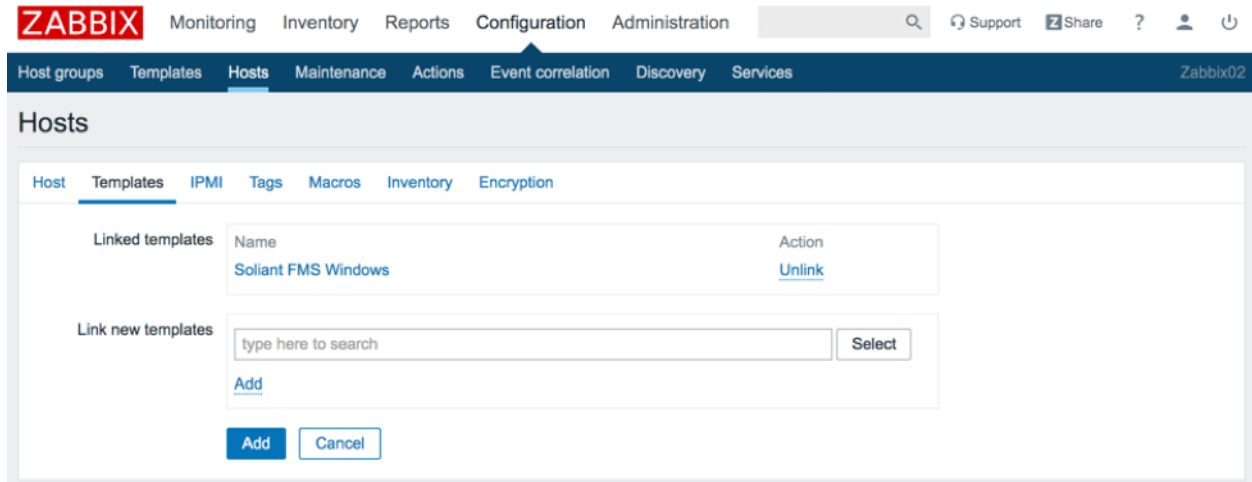 ZABBIX Monitoring Inventory Reports Configuration Administration Support Z Share ?
Host groups Templates Hosts Maintenance Actions Event correlation Discovery Services Zabbix02
Hosts
Host Templates IPMI Tags Macros Inventory Encryption
Linked templates Name Action
Soliant FMS Windows Unlink
Link new templates
type here to search Select
Add
Add Cancel